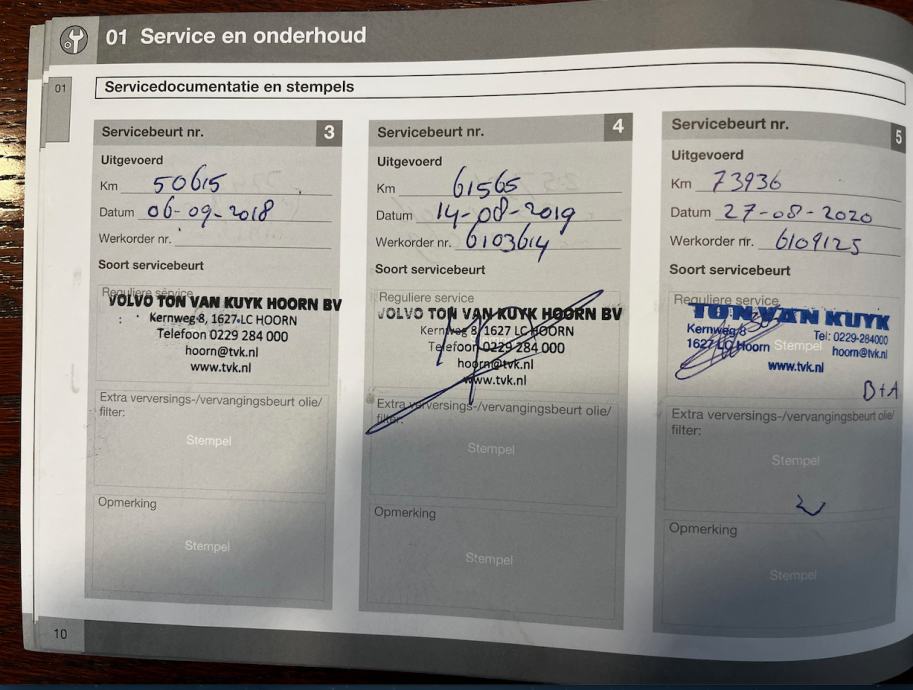 01 Service en onderhoud
01
Servicedocumentatie en stempels
Servicebeurt nr. 3
Uitgevoerd
Km 50615
Datum 06-09-2018
Werkorder nr.
Soort servicebeurt
Reguliere service
VOLVO TON VAN KUYK HOORN BV
Kernweg 8, 1627 LC HOORN
Telefoon 0229 284 000
hoorn@tvk.nl
www.tvk.nl
Extra verversings-/vervangingsbeurt olie/
filter:
Stempel
Opmerking
Stempel
Servicebeurt nr. 4
Uitgevoerd
Km 61565
Datum 14-08-2019
Werkorder nr. 6103614
Soort servicebeurt
Reguliere service
VOLVO TON VAN KUYK HOORN BV
Kernweg 8, 1627 LC HOORN
Telefoon 0229 284 000
hoorn@tvk.nl
www.tvk.nl
Extra verversings-/vervangingsbeurt olie/
filter:
Stempel
Opmerking
Stempel
Servicebeurt nr. 5
Uitgevoerd
Km 73936
Datum 27-08-2020
Werkorder nr. 6109125
Soort servicebeurt
Reguliere service
TON VAN KUYK
Kernweg 8 Tel: 0229-284000
1627 LC Hoorn Stempel hoorn@tvk.nl
www.tvk.nl
B+A
Extra verversings-/vervangingsbeurt olie/
filter:
Stempel
Opmerking
Stempel
10